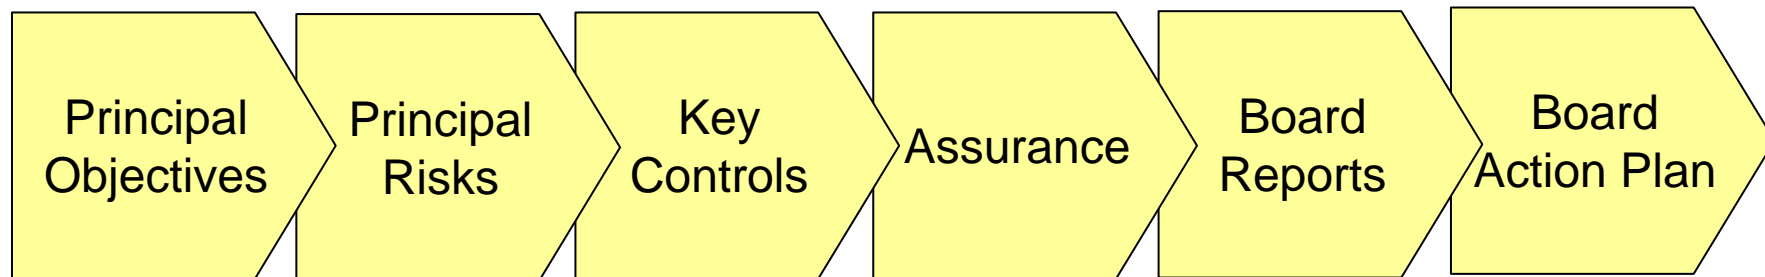 Principal
Objectives
Principal
Risks
Key
Controls
Assurance
Board
Reports
Board
Action Plan